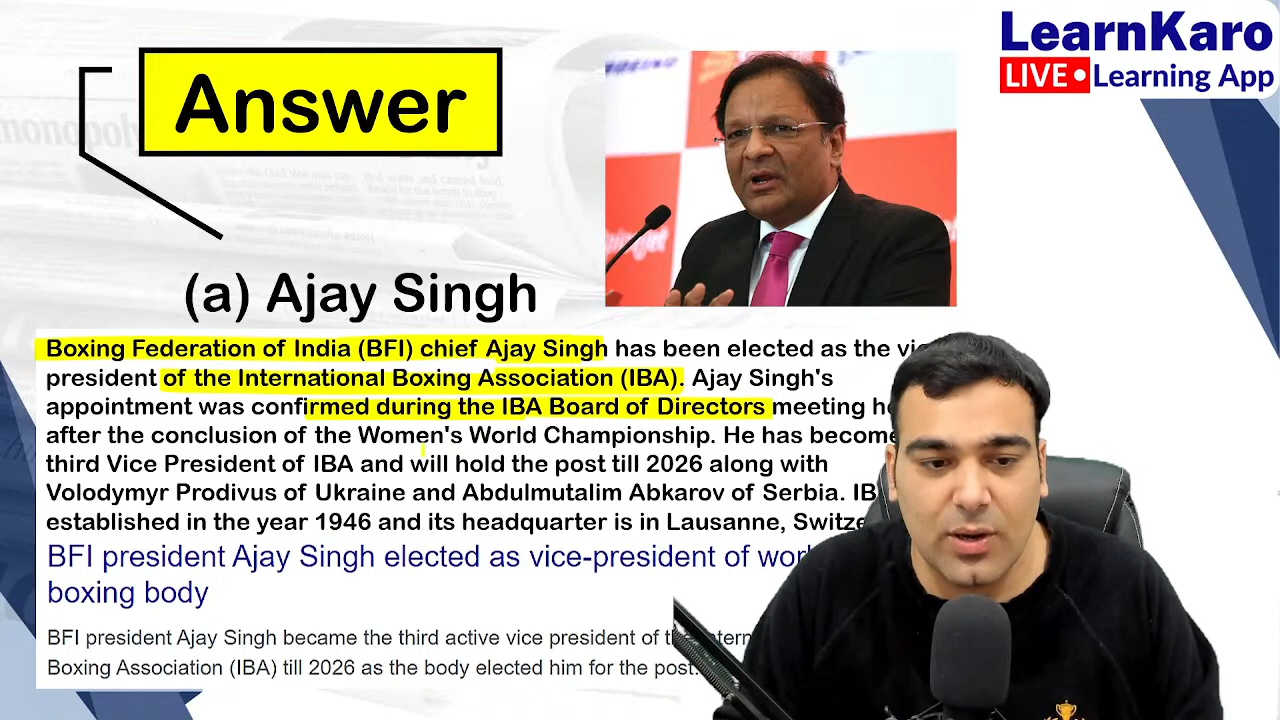 LearnKaro
LIVE • Learning App
Answer
(a) Ajay Singh
Boxing Federation of India (BFI) chief Ajay Singh has been elected as the
president of the International Boxing Association (IBA). Ajay Singh's
appointment was confirmed during the IBA Board of Directors meeting
after the conclusion of the Women's World Championship. He has become
third Vice President of IBA and will hold the post till 2026 along with
Volodymyr Prodivus of Ukraine and Abdulmutalim Abkarov of Serbia.
established in the year 1946 and its headquarter is in Lausanne,
BFI president Ajay Singh elected as vice-president of
boxing body
BFI president Ajay Singh became the third active vice president of
Boxing Association (IBA) till 2026 as the body elected him for the post.